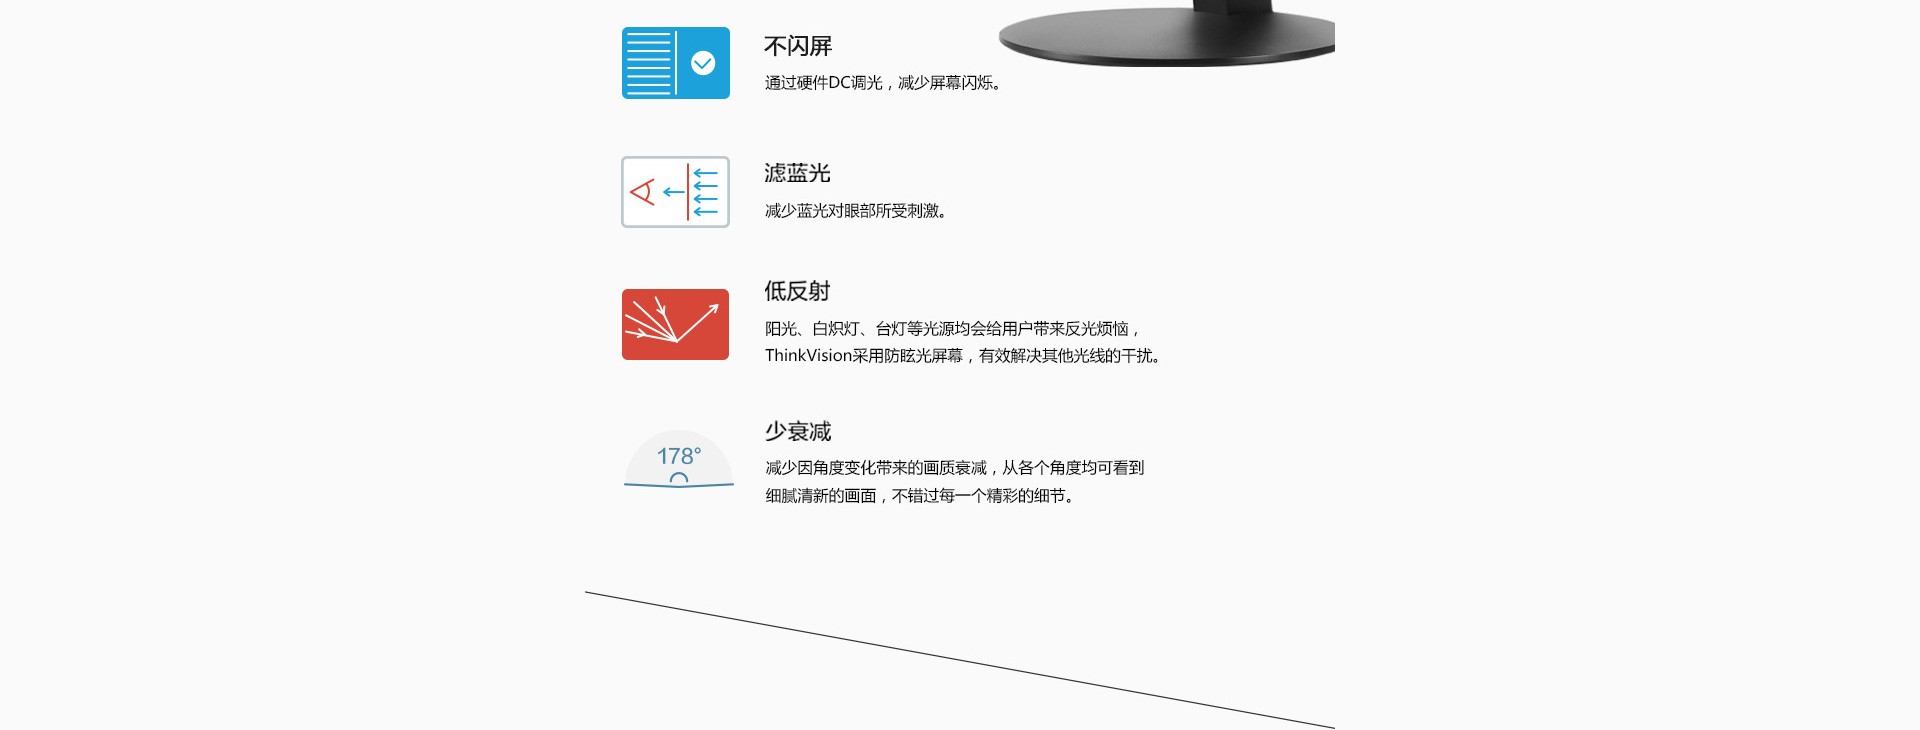 不闪屏
通过硬件DC调光，减少屏幕闪烁。
滤蓝光
减少蓝光对眼部所受刺激。
低反射
阳光、白炽灯、台灯等光源均会给用户带来反光烦恼，
ThinkVision采用防眩光屏幕，有效解决其他光线的干扰。
少衰减
178°
减少因角度变化带来的画质衰减，从各个角度均可看到
细腻清新的画面，不错过每一个精彩的细节。